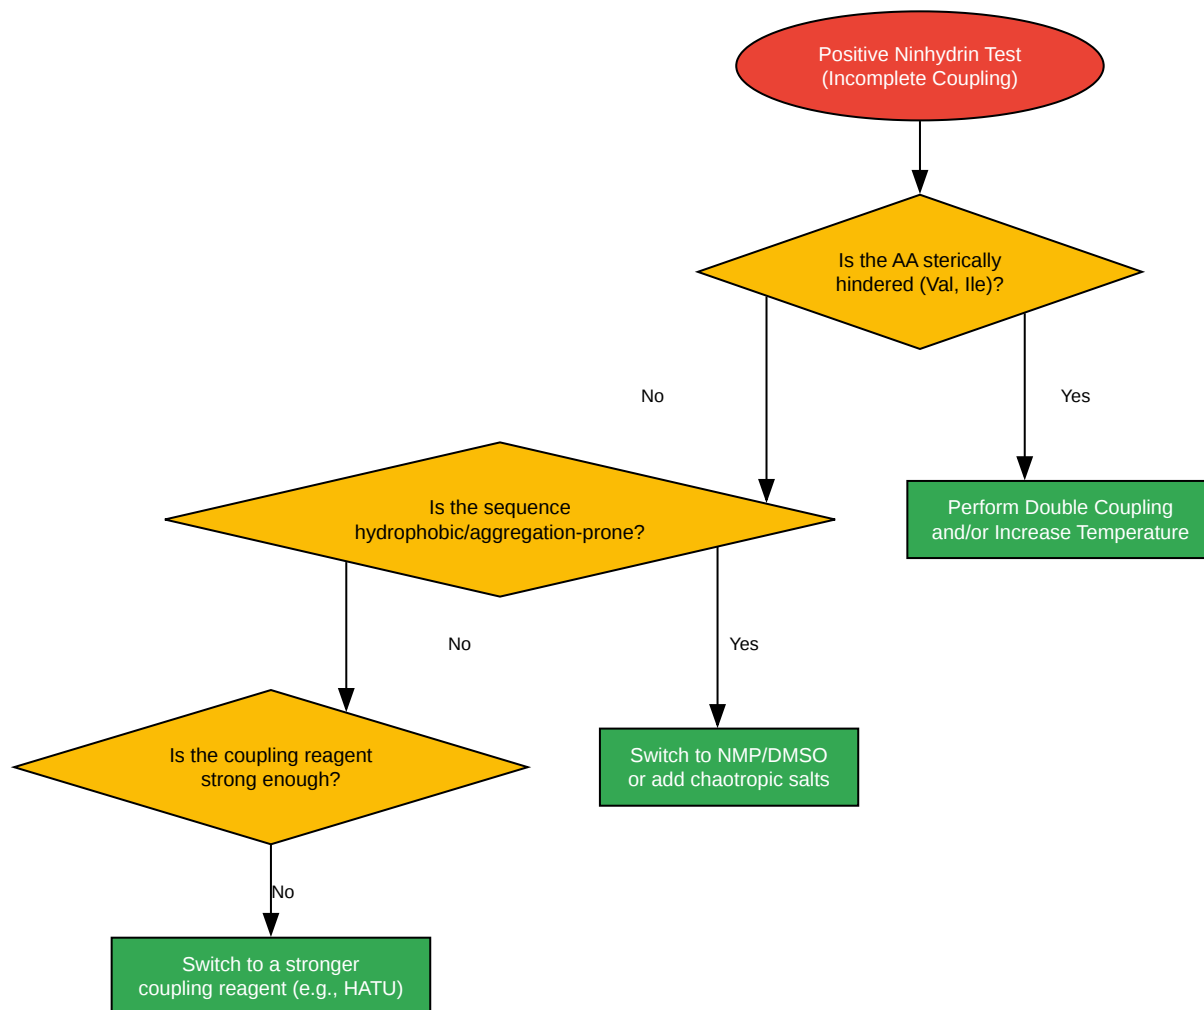 Positive Ninhydrin Test
(Incomplete Coupling)
Is the AA sterically
hindered (Val, Ile)?
No
Yes
Is the sequence
hydrophobic/aggregation-prone?
Perform Double Coupling
and/or Increase Temperature
No
Yes
Is the coupling reagent
strong enough?
Switch to NMP/DMSO
or add chaotropic salts
No
Switch to a stronger
coupling reagent (e.g., HATU)